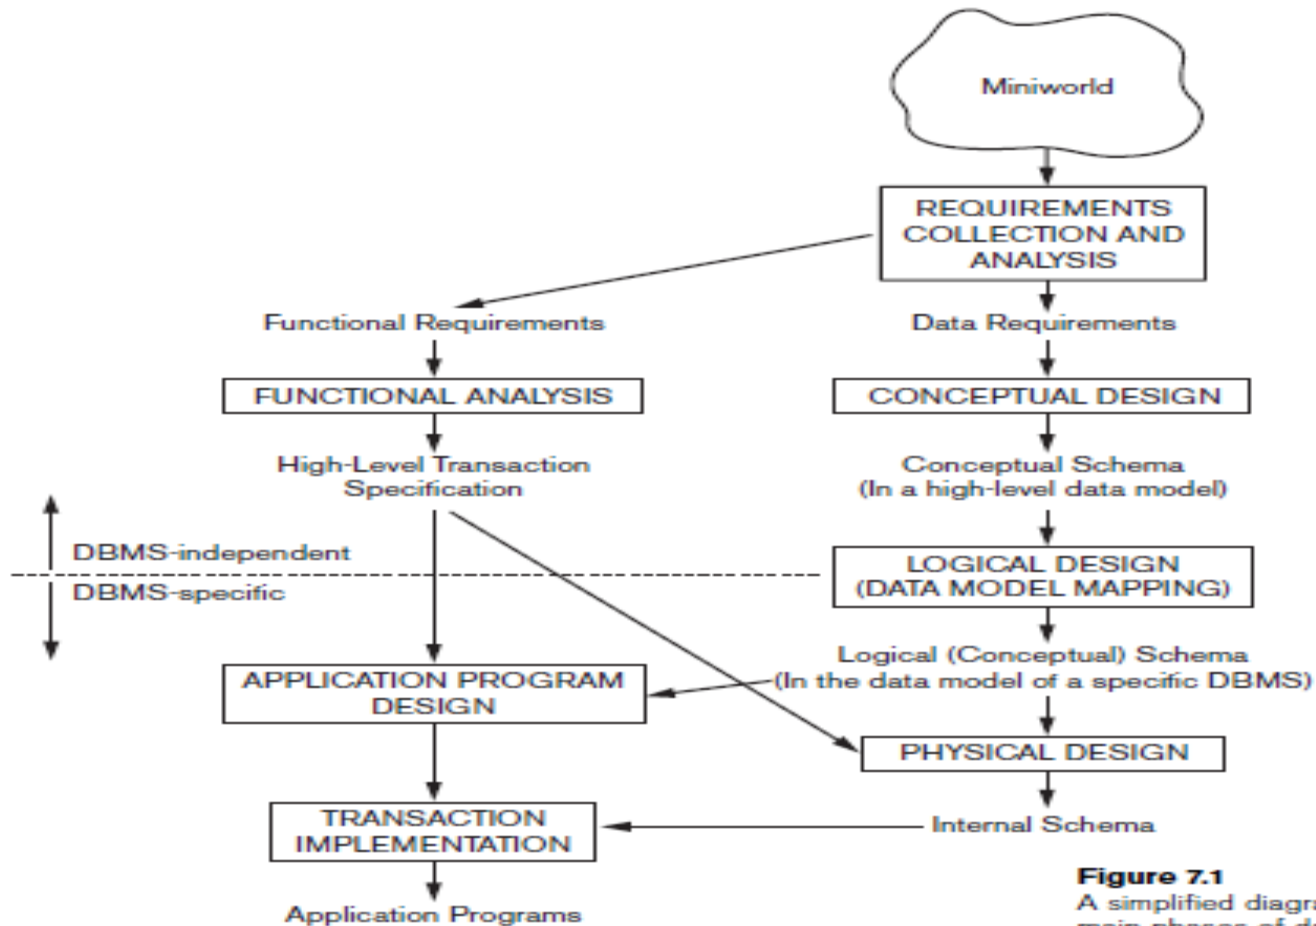 Miniworld
REQUIREMENTS
COLLECTION AND
ANALYSIS
Functional Requirements
Data Requirements
FUNCTIONAL ANALYSIS
CONCEPTUAL DESIGN
High-Level Transaction
Specification
Conceptual Schema
(In a high-level data model)
DBMS-independent
DBMS-specific
LOGICAL DESIGN
(DATA MODEL MAPPING)
Logical (Conceptual) Schema
(In the data model of a specific DBMS)
APPLICATION PROGRAM
DESIGN
PHYSICAL DESIGN
TRANSACTION
IMPLEMENTATION
Internal Schema
Application Programs
Figure 7.1
A simplified diagra
main phases of